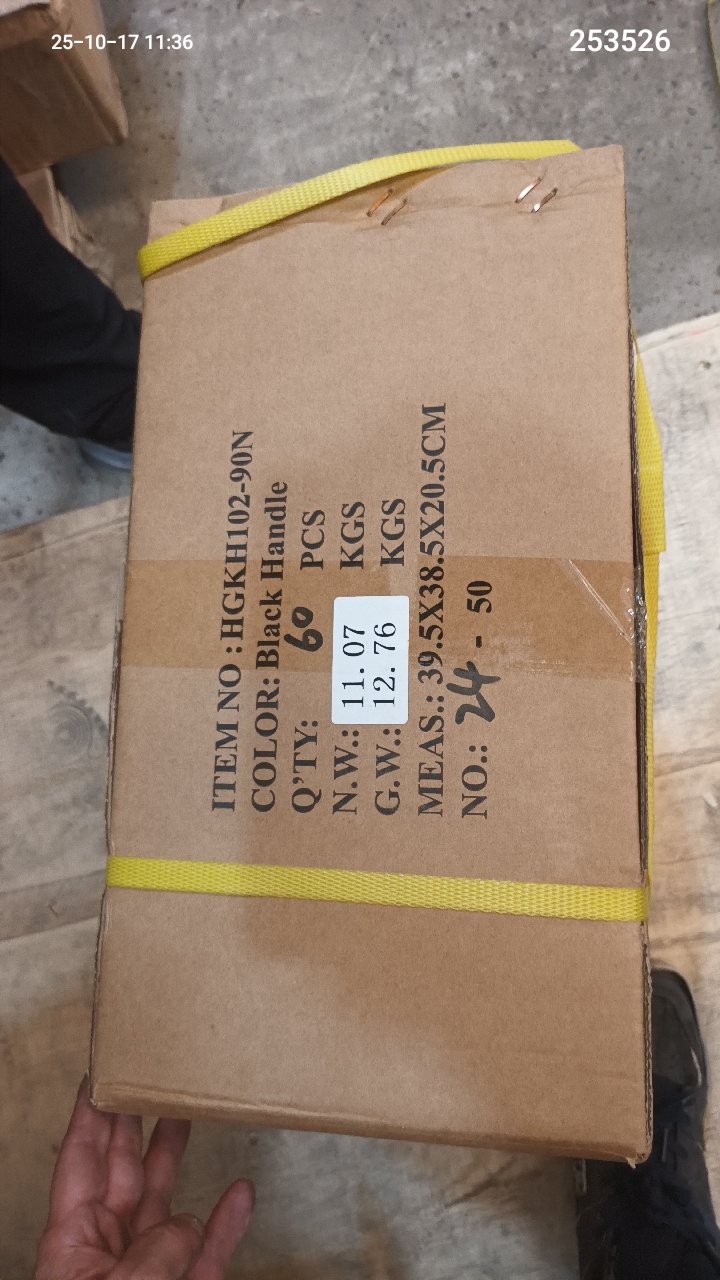 25-10-17 11:36
253526
ITEM NO : HGKH102-90N
COLOR: Black Handle
Q'TY: 60 PCS
N.W.: 11.07 KGS
G.W.: 12.76 KGS
MEAS.: 39.5X38.5X20.5CM
NO.: 24 - 50